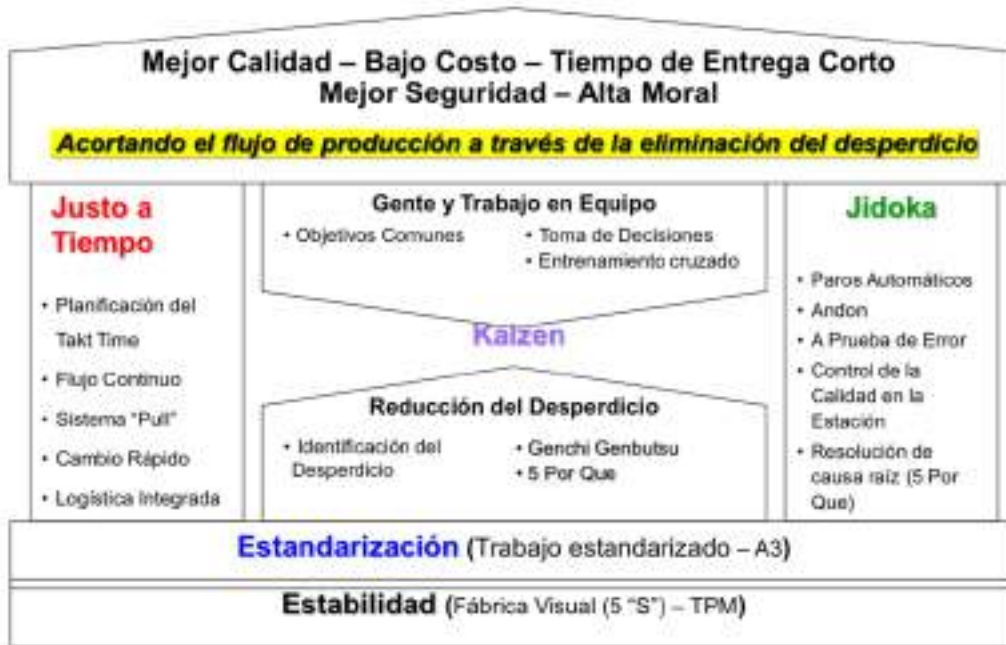 Mejor Calidad – Bajo Costo – Tiempo de Entrega Corto
Mejor Seguridad – Alta Moral
Acortando el flujo de producción a través de la eliminación del desperdicio
Justo a
Tiempo
• Planificación del
Takt Time
• Flujo Continuo
• Sistema "Pull"
• Cambio Rápido
• Logística Integrada
Gente y Trabajo en Equipo
• Objetivos Comunes
• Toma de Decisiones
• Entrenamiento cruzado
Kaizen
Reducción del Desperdicio
• Identificación del
Desperdicio
• Genchi Genbutsu
• 5 Por Que
Jidoka
• Paros Automáticos
• Andon
• A Prueba de Error
• Control de la
Calidad en la
Estación
• Resolución de
causa raíz (5 Por
Que)
Estandarización (Trabajo estandarizado – A3)
Estabilidad (Fábrica Visual (5 "S") – TPM)